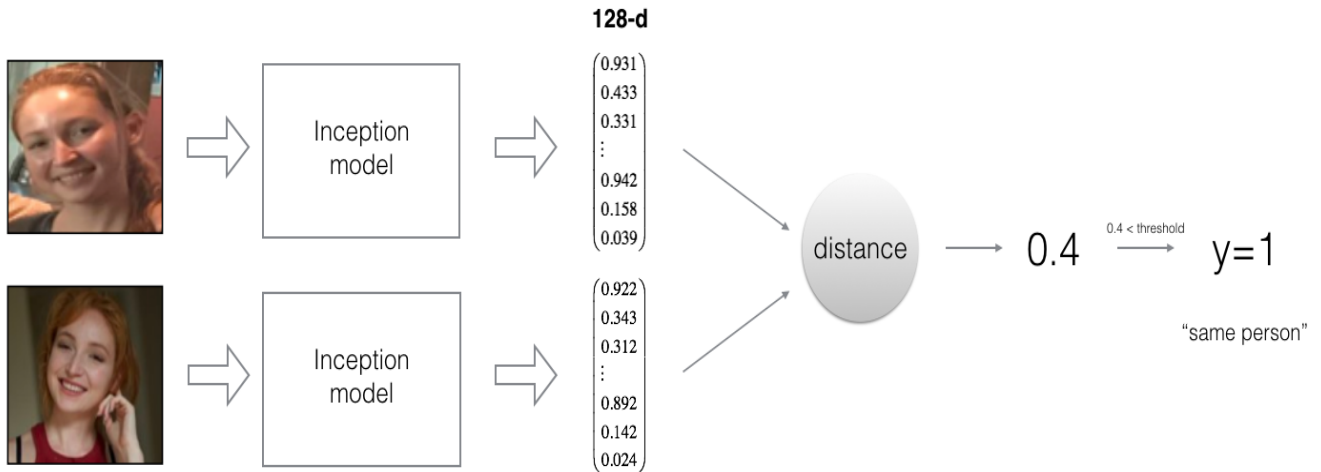 128-d
0.931
0.433
0.331
⋮
0.942
0.158
0.039
Inception
model
0.922
0.343
0.312
⋮
0.892
0.142
0.024
Inception
model
distance
0.4
0.4 < threshold
y=1
“same person”